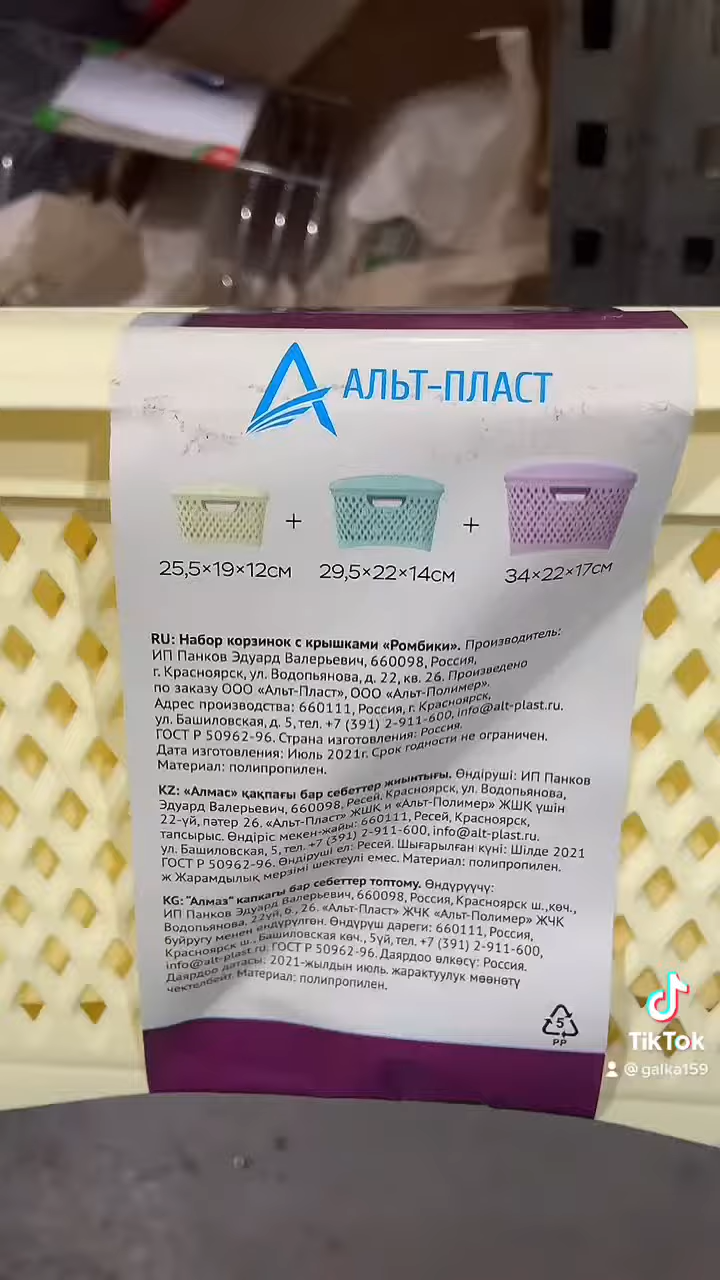 АЛЬТ-ПЛАСТ
25,5×19×12см + 29,5×22×14см + 34×22×17см
RU: Набор корзинок с крышками «Ромбики». Производитель:
ИП Панков Эдуард Валерьевич, 660098, Россия,
г. Красноярск, ул. Водопьянова, д. 22, кв. 26. Произведено
по заказу ООО «Альт-Пласт», ООО «Альт-Полимер».
Адрес производства: 660111, Россия, г. Красноярск,
ул. Башиловская, д. 5, тел. +7 (391) 2-911-600, info@alt-plast.ru.
ГОСТ Р 50962-96. Страна изготовления: Россия.
Дата изготовления: Июль 2021г. Срок годности не ограничен.
Материал: полипропилен.
KZ: «Алмас» қақпағы бар себеттер жиынтығы. Өндіруші: ИП Панков
Эдуард Валерьевич, 660098, Ресей, Красноярск, ул. Водопьянова,
22-үй, пәтер 26. «Альт-Пласт» ЖШҚ и «Альт-Полимер» ЖШҚ үшін
тапсырыс. Өндіріс мекен-жайы: 660111, Ресей, Красноярск,
ул. Башиловская, 5, тел. +7 (391) 2-911-600, info@alt-plast.ru.
ГОСТ Р 50962-96. Өндіруші ел: Ресей. Шығарылған күні: Шілде 2021
ж Жарамдылық мерзімі шектеулі емес. Материал: полипропилен.
KG: "Алмаз" капкагы бар себеттер топтому. Өндүрүүчү:
ИП Панков Эдуард Валерьевич, 660098, Россия, Красноярск ш.,көч.,
Водопьянова, 22үй, б., 26. «Альт-Пласт» ЖЧК «Альт-Полимер» ЖЧК
буйругу менен өндүрүлгөн. Өндүрүш дареги: 660111, Россия,
Красноярск ш., Башиловская көч., 5үй, тел. +7 (391) 2-911-600,
info@alt-plast.ru. ГОСТ Р 50962-96. Даярдоо өлкөсү: Россия.
Даярдоо датасы: 2021-жылдын июль. жарактуулук мөөнөтү
чектелбейт. Материал: полипропилен.
5
PP
TikTok
@galka159